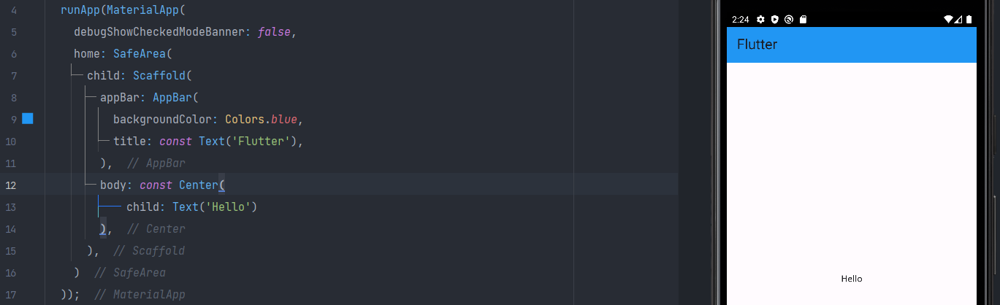 4 runApp(MaterialApp(
5 debugShowCheckedModeBanner: false,
6 home: SafeArea(
7 child: Scaffold(
8 appBar: AppBar(
9 backgroundColor: Colors.blue,
10 title: const Text('Flutter'),
11 ), // AppBar
12 body: const Center(
13 child: Text('Hello')
14 ), // Center
15 ), // Scaffold
16 ) // SafeArea
17 )); // MaterialApp
2:24
Flutter
Hello